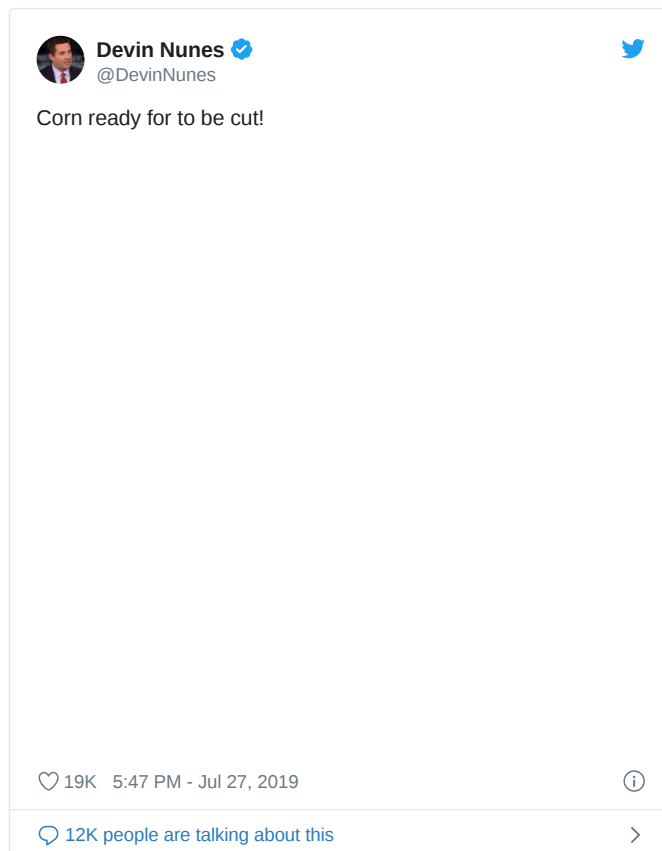 Devin Nunes
@DevinNunes
Corn ready for to be cut!
19K 5:47 PM - Jul 27, 2019
12K people are talking about this